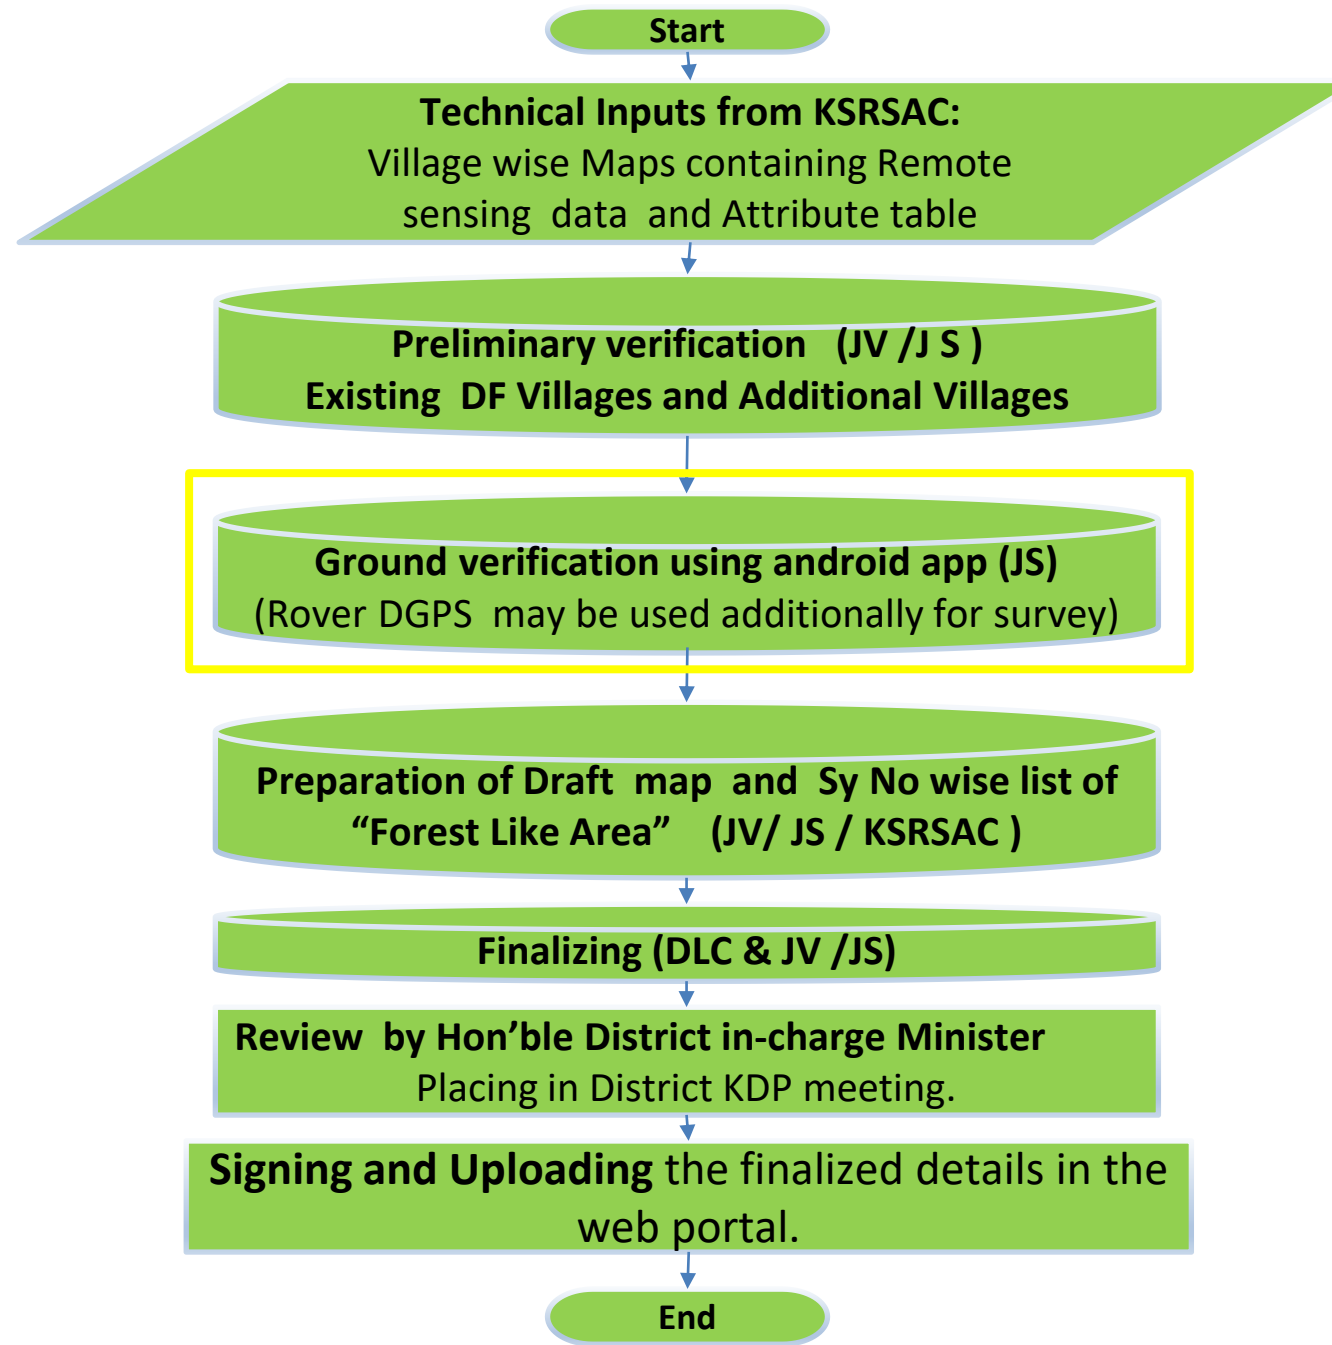 Start
Technical Inputs from KSRSAC:
Village wise Maps containing Remote
sensing data and Attribute table
Preliminary verification (JV /J S )
Existing DF Villages and Additional Villages
Ground verification using android app (JS)
(Rover DGPS may be used additionally for survey)
Preparation of Draft map and Sy No wise list of
“Forest Like Area” (JV/ JS / KSRSAC )
Finalizing (DLC & JV /JS)
Review by Hon’ble District in-charge Minister
Placing in District KDP meeting.
Signing and Uploading the finalized details in the
web portal.
End